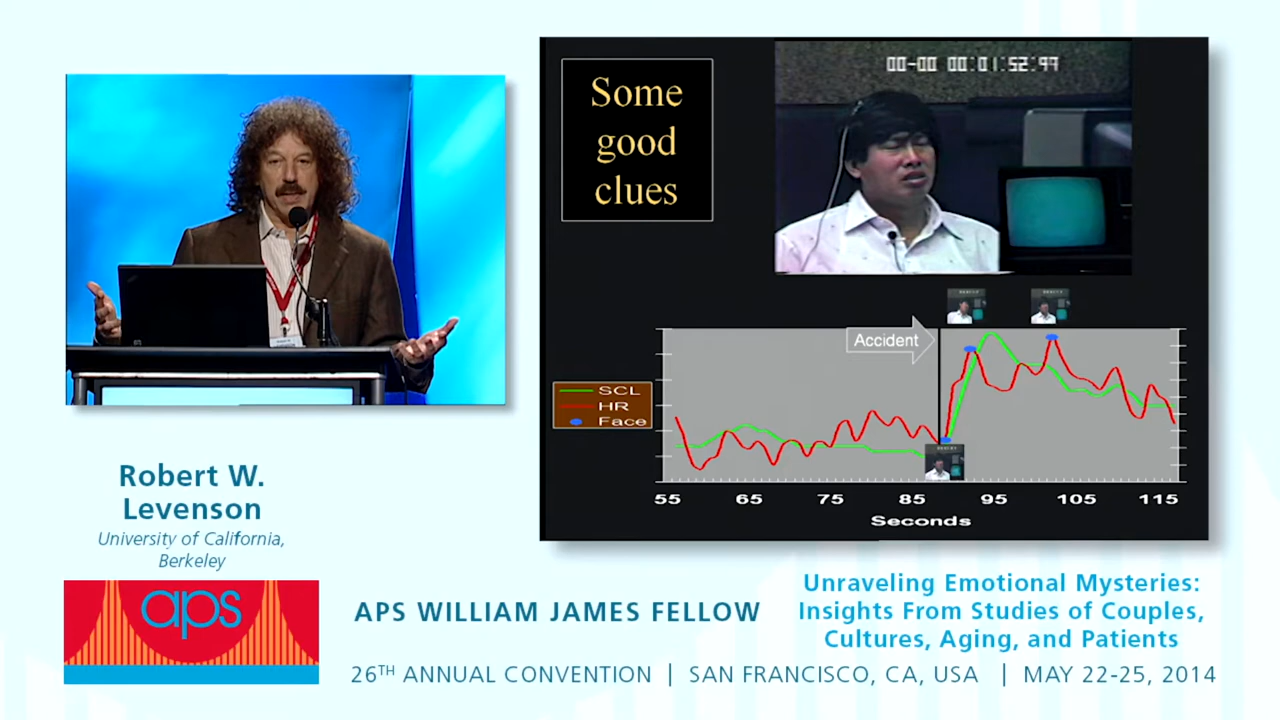 Some
good
clues
00-00 00:01:52:97
Accident
SCL
HR
Face
55 65 75 85 95 105 115
Seconds
Robert W.
Levenson
University of California,
Berkeley
aps
APS WILLIAM JAMES FELLOW
Unraveling Emotional Mysteries:
Insights From Studies of Couples,
Cultures, Aging, and Patients
26TH ANNUAL CONVENTION | SAN FRANCISCO, CA, USA | MAY 22-25, 2014